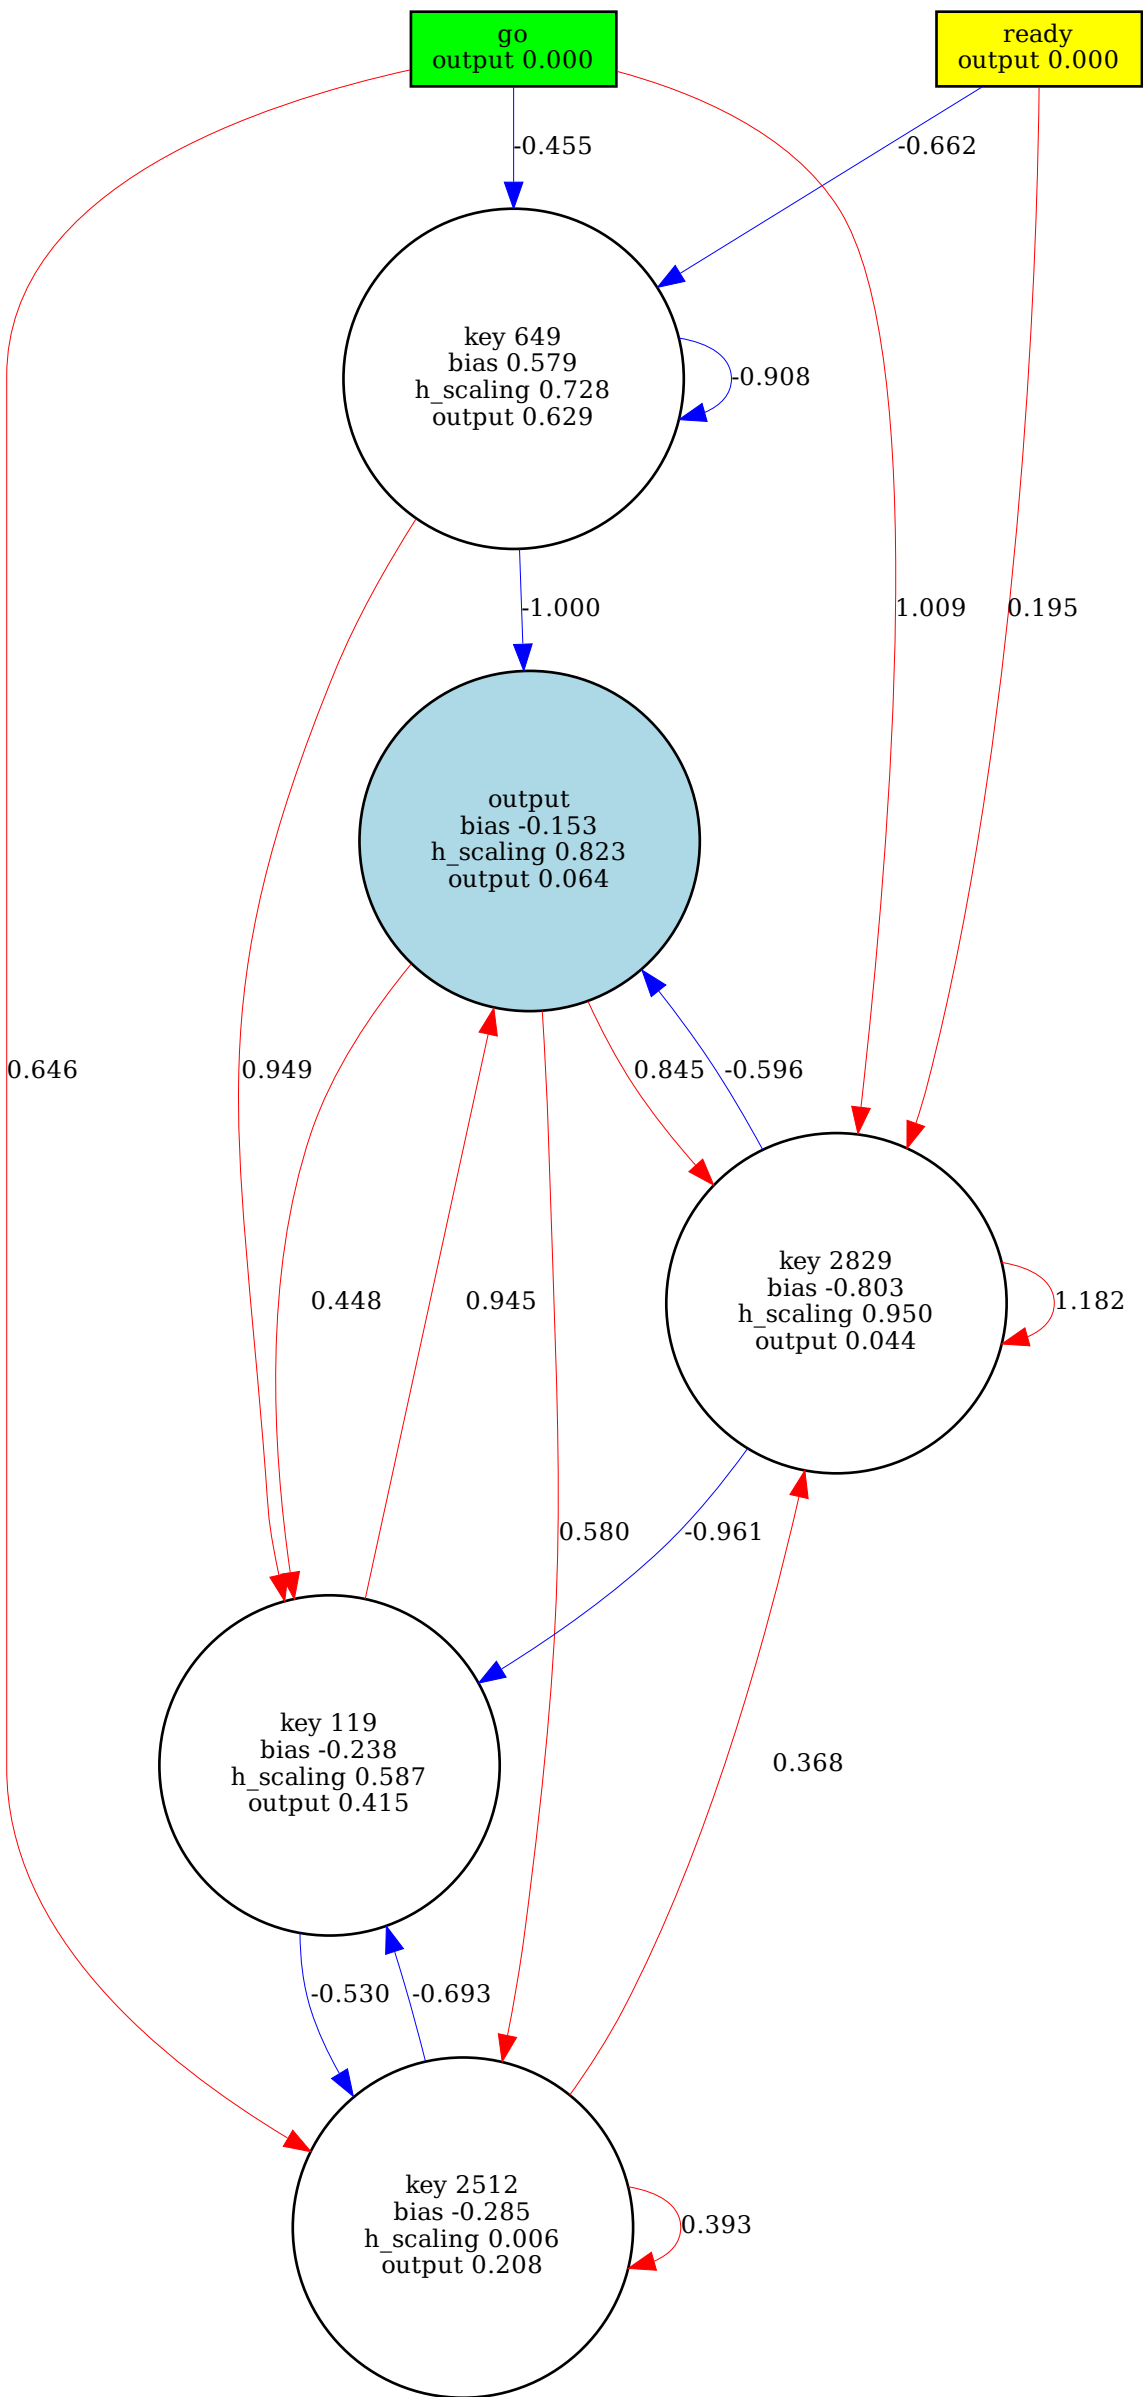 go
output 0.000
ready
output 0.000
-0.455
-0.662
key 649
bias 0.579
h_scaling 0.728
output 0.629
-0.908
-1.000
1.009
0.195
output
bias -0.153
h_scaling 0.823
output 0.064
0.646
0.949
0.845
-0.596
key 2829
bias -0.803
h_scaling 0.950
output 0.044
0.448
0.945
1.182
0.580
-0.961
key 119
bias -0.238
h_scaling 0.587
output 0.415
0.368
-0.530
-0.693
key 2512
bias -0.285
h_scaling 0.006
output 0.208
0.393